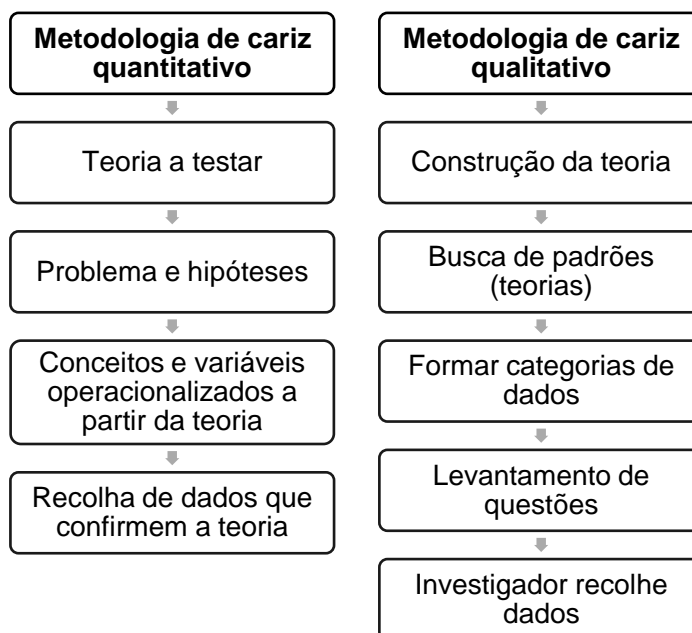 Metodologia de cariz
quantitativo
Teoria a testar
Problema e hipóteses
Conceitos e variáveis
operacionalizados a
partir da teoria
Recolha de dados que
confirmem a teoria
Metodologia de cariz
qualitativo
Construção da teoria
Busca de padrões
(teorias)
Formar categorias de
dados
Levantamento de
questões
Investigador recolhe
dados